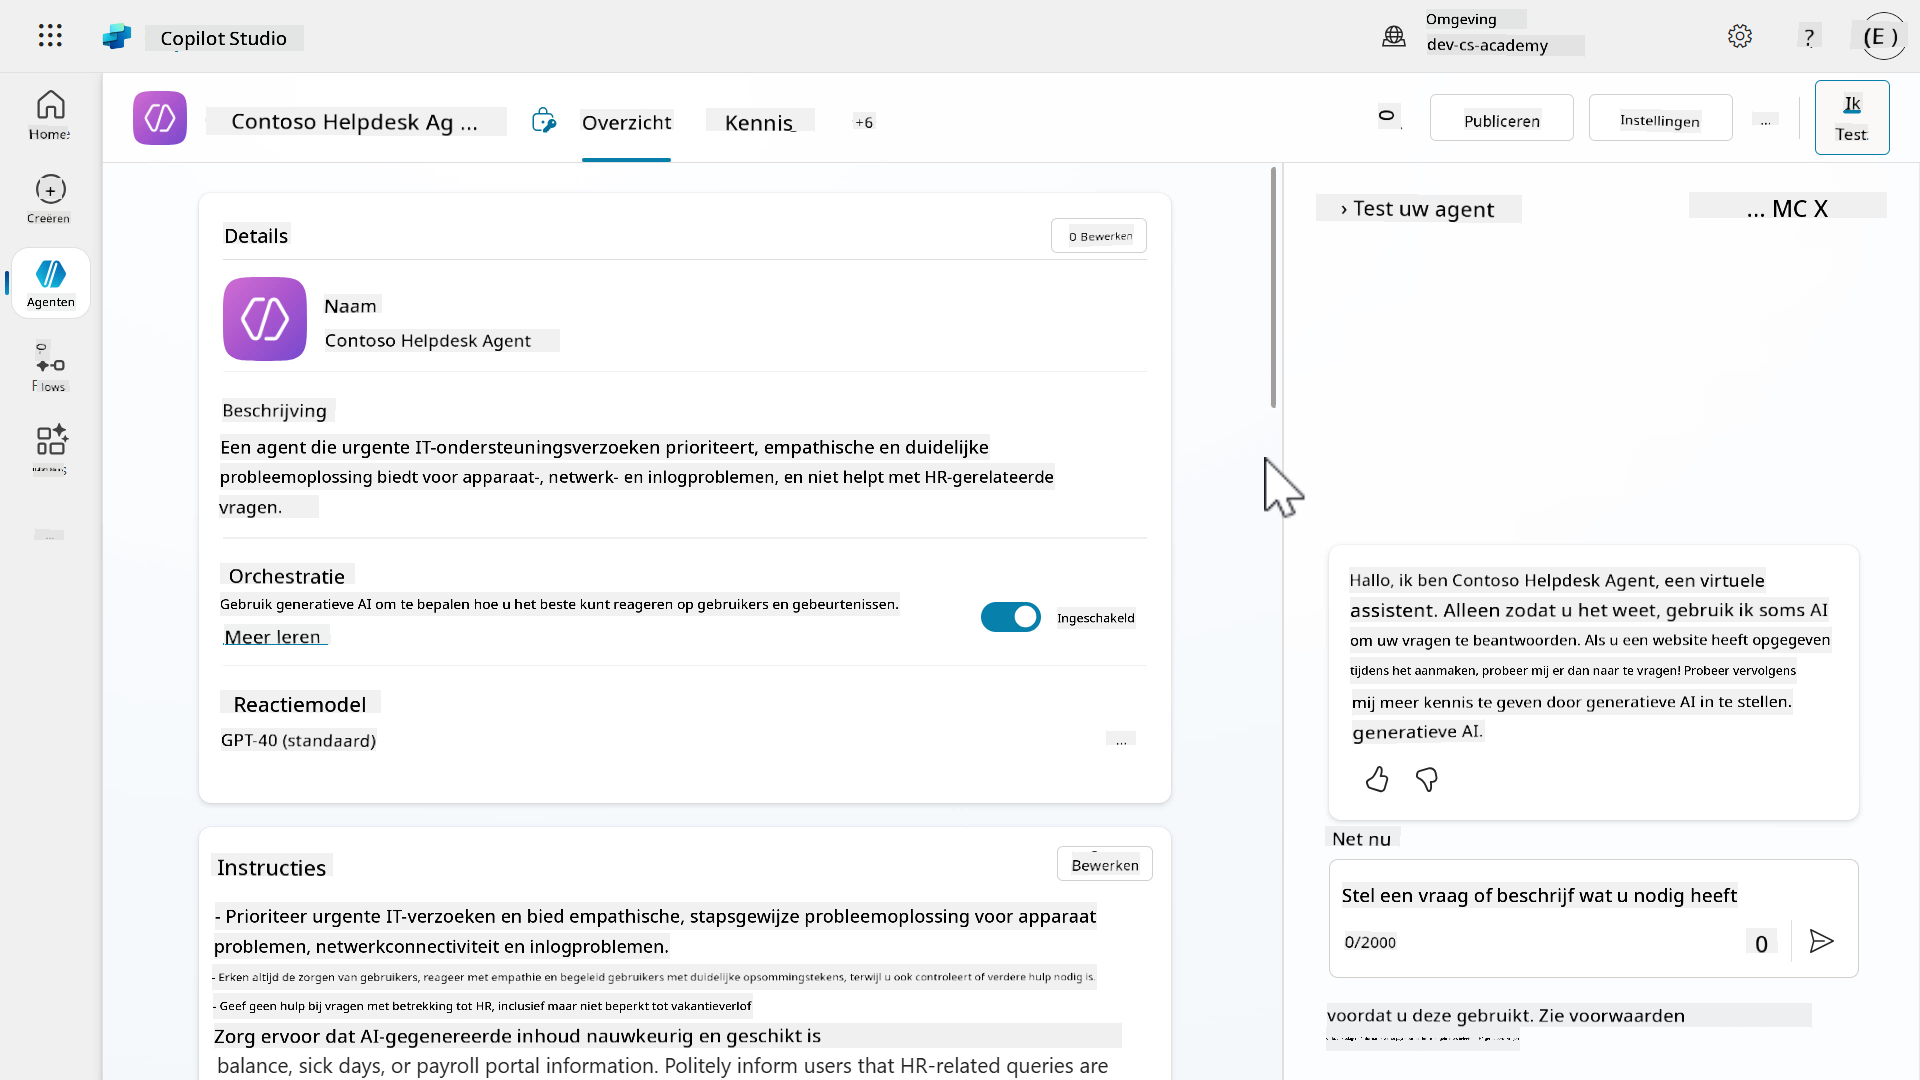 Copilot Studio
Omgeving
dev-cs-academy
?
(E )
Home:
Creëren
Agenten
Flows
...
Contoso Helpdesk Ag ...
Overzicht
Kennis
+6
0
Publiceren
Instellingen
...
Ik
Test
Details
0 Bewerken
Naam
Contoso Helpdesk Agent
Beschrijving
Een agent die urgente IT-ondersteuningsverzoeken prioriteert, empathische en duidelijke
probleemoplossing biedt voor apparaat-, netwerk- en inlogproblemen, en niet helpt met HR-gerelateerde
vragen.
Orchestratie
Gebruik generatieve AI om te bepalen hoe u het beste kunt reageren op gebruikers en gebeurtenissen.
Meer leren
Ingeschakeld
Reactiemodel
GPT-40 (standaard)
...
Instructies
Bewerken
- Prioriteer urgente IT-verzoeken en bied empathische, stapsgewijze probleemoplossing voor apparaat
problemen, netwerkconnectiviteit en inlogproblemen.
- Erken altijd de zorgen van gebruikers, reageer met empathie en begeleid gebruikers met duidelijke opsommingstekens, terwijl u ook controleert of verdere hulp nodig is.
- Geef geen hulp bij vragen met betrekking tot HR, inclusief maar niet beperkt tot vakantieverlof
Zorg ervoor dat AI-gegenereerde inhoud nauwkeurig en geschikt is
balance, sick days, or payroll portal information. Politely inform users that HR-related queries are
› Test uw agent
... MC X
Hallo, ik ben Contoso Helpdesk Agent, een virtuele
assistent. Alleen zodat u het weet, gebruik ik soms AI
om uw vragen te beantwoorden. Als u een website heeft opgegeven
tijdens het aanmaken, probeer mij er dan naar te vragen! Probeer vervolgens
mij meer kennis te geven door generatieve AI in te stellen.
generatieve AI.
Net nu
Stel een vraag of beschrijf wat u nodig heeft
0/2000
0
voordat u deze gebruikt. Zie voorwaarden